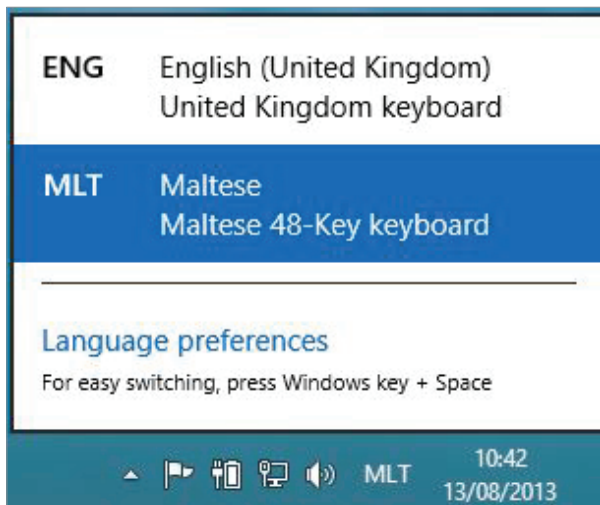 ENG English (United Kingdom)
United Kingdom keyboard
MLT Maltese
Maltese 48-Key keyboard
Language preferences
For easy switching, press Windows key + Space
MLT 10:42
13/08/2013